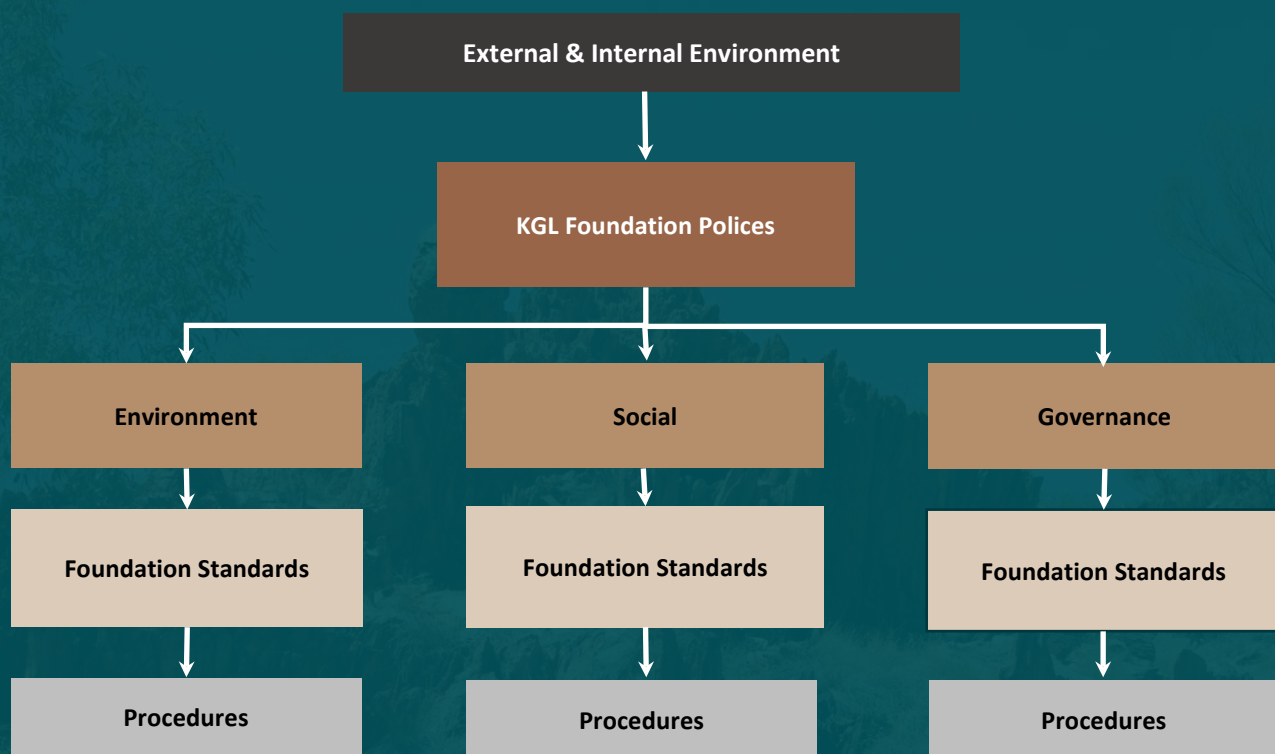 External & Internal Environment
KGL Foundation Polices
Environment
Social
Governance
Foundation Standards
Foundation Standards
Foundation Standards
Procedures
Procedures
Procedures